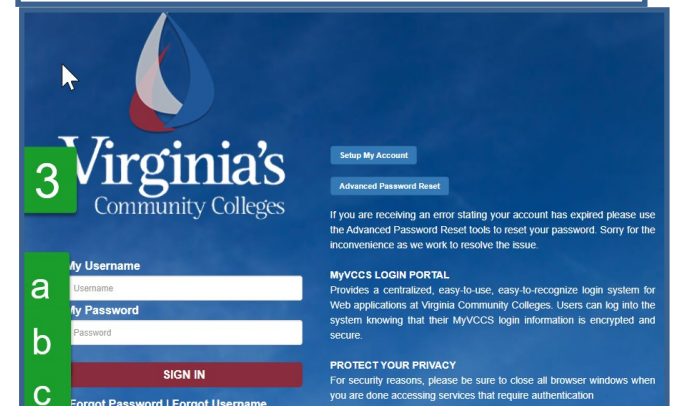 3
Virginia's
Community Colleges
a
My Username
Username
b
My Password
Password
c
SIGN IN
Forgot Password | Forgot Username
Setup My Account
Advanced Password Reset
If you are receiving an error stating your account has expired please use
the Advanced Password Reset tools to reset your password. Sorry for the
inconvenience as we work to resolve the issue.
MyVCCS LOGIN PORTAL
Provides a centralized, easy-to-use, easy-to-recognize login system for
Web applications at Virginia Community Colleges. Users can log into the
system knowing that their MyVCCS login information is encrypted and
secure.
PROTECT YOUR PRIVACY
For security reasons, please be sure to close all browser windows when
you are done accessing services that require authentication